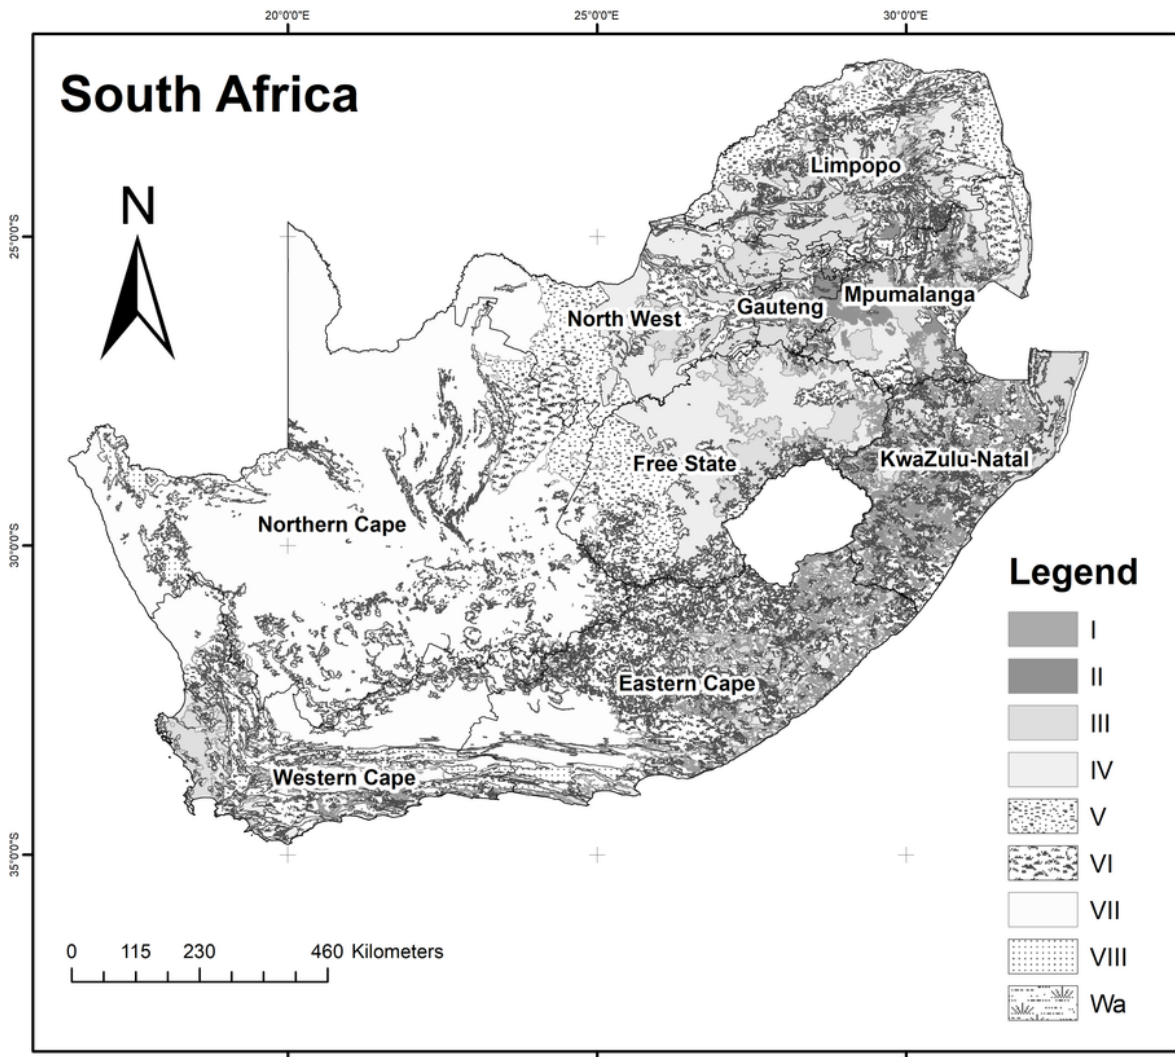 20°0'0"E 25°0'0"E 30°0'0"E
South Africa
N
Limpopo
25°0'0"S
Mpumalanga
Gauteng
North West
KwaZulu-Natal
Free State
Northern Cape
30°0'0"S
Legend
I
II
III
IV
V
VI
VII
VIII
Wa
Eastern Cape
Western Cape
35°0'0"S
0 115 230 460 Kilometers